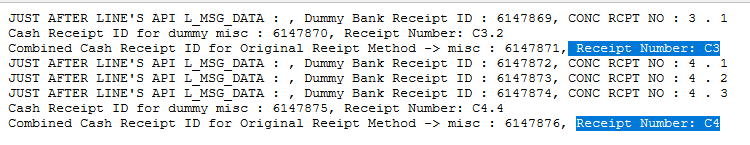 JUST AFTER LINE'S API L_MSG_DATA : , Dummy Bank Receipt ID : 6147869, CONC RCPT NO : 3 . 1
Cash Receipt ID for dummy misc : 6147870, Receipt Number: C3.2
Combined Cash Receipt ID for Original Reeipt Method -> misc : 6147871, Receipt Number: C3
JUST AFTER LINE'S API L_MSG_DATA : , Dummy Bank Receipt ID : 6147872, CONC RCPT NO : 4 . 1
JUST AFTER LINE'S API L_MSG_DATA : , Dummy Bank Receipt ID : 6147873, CONC RCPT NO : 4 . 2
JUST AFTER LINE'S API L_MSG_DATA : , Dummy Bank Receipt ID : 6147874, CONC RCPT NO : 4 . 3
Cash Receipt ID for dummy misc : 6147875, Receipt Number: C4.4
Combined Cash Receipt ID for Original Reeipt Method -> misc : 6147876, Receipt Number: C4